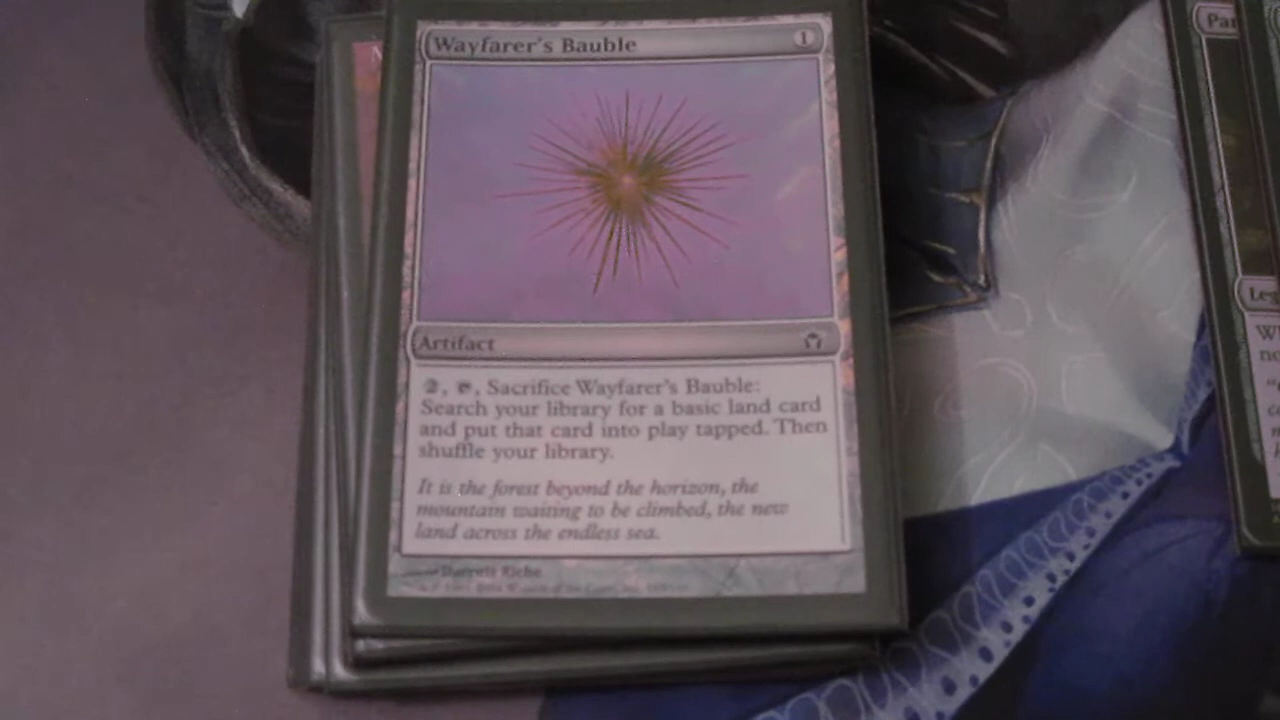 Wayfarer's Bauble 1
Artifact
2, T, Sacrifice Wayfarer's Bauble:
Search your library for a basic land card
and put that card into play tapped. Then
shuffle your library.
It is the forest beyond the horizon, the
mountain waiting to be climbed, the new
land across the endless sea.
Darrell Riche
Par
Leg